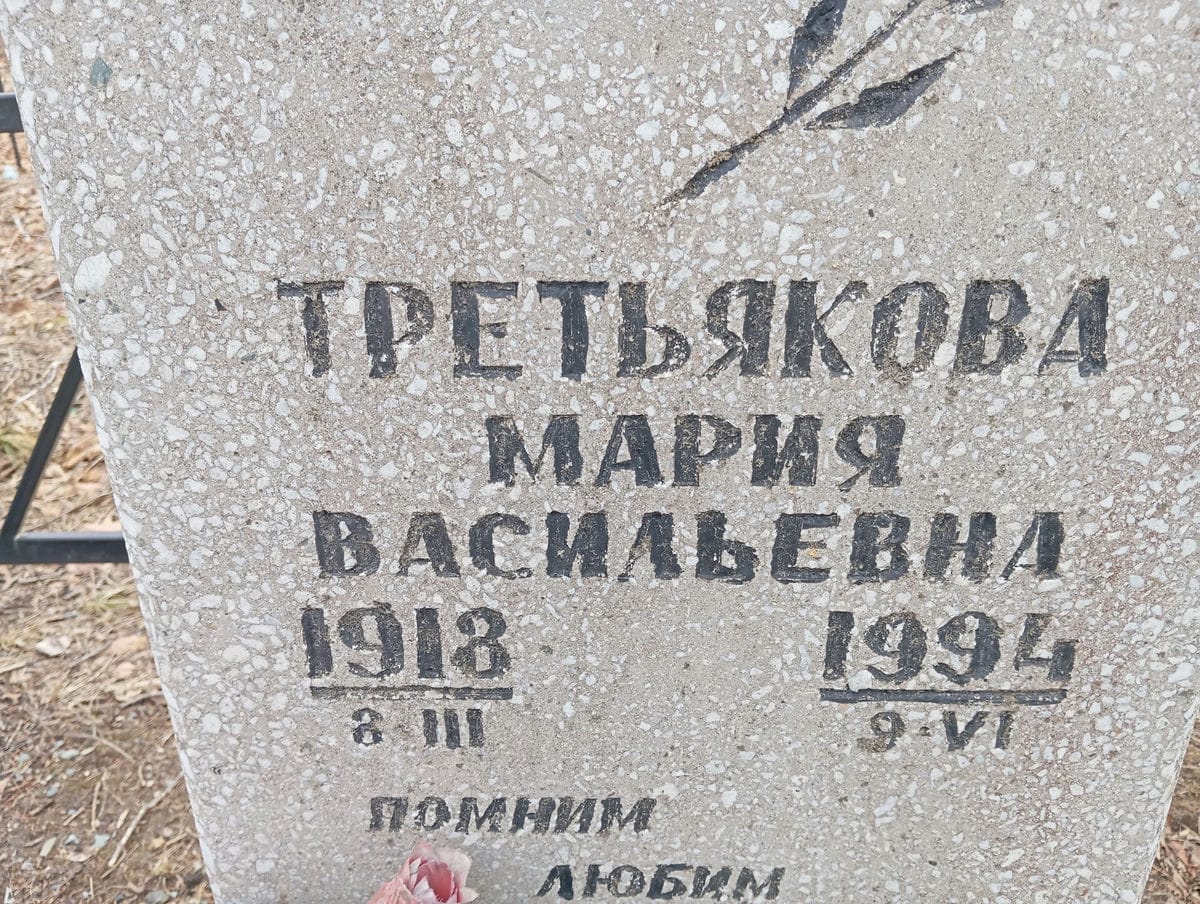 ТРЕТЬЯКОВА
МАРИЯ
ВАСИЛЬЕВНА
1918 1994
8 III 9·VI
ПОМНИМ
ЛЮБИМ